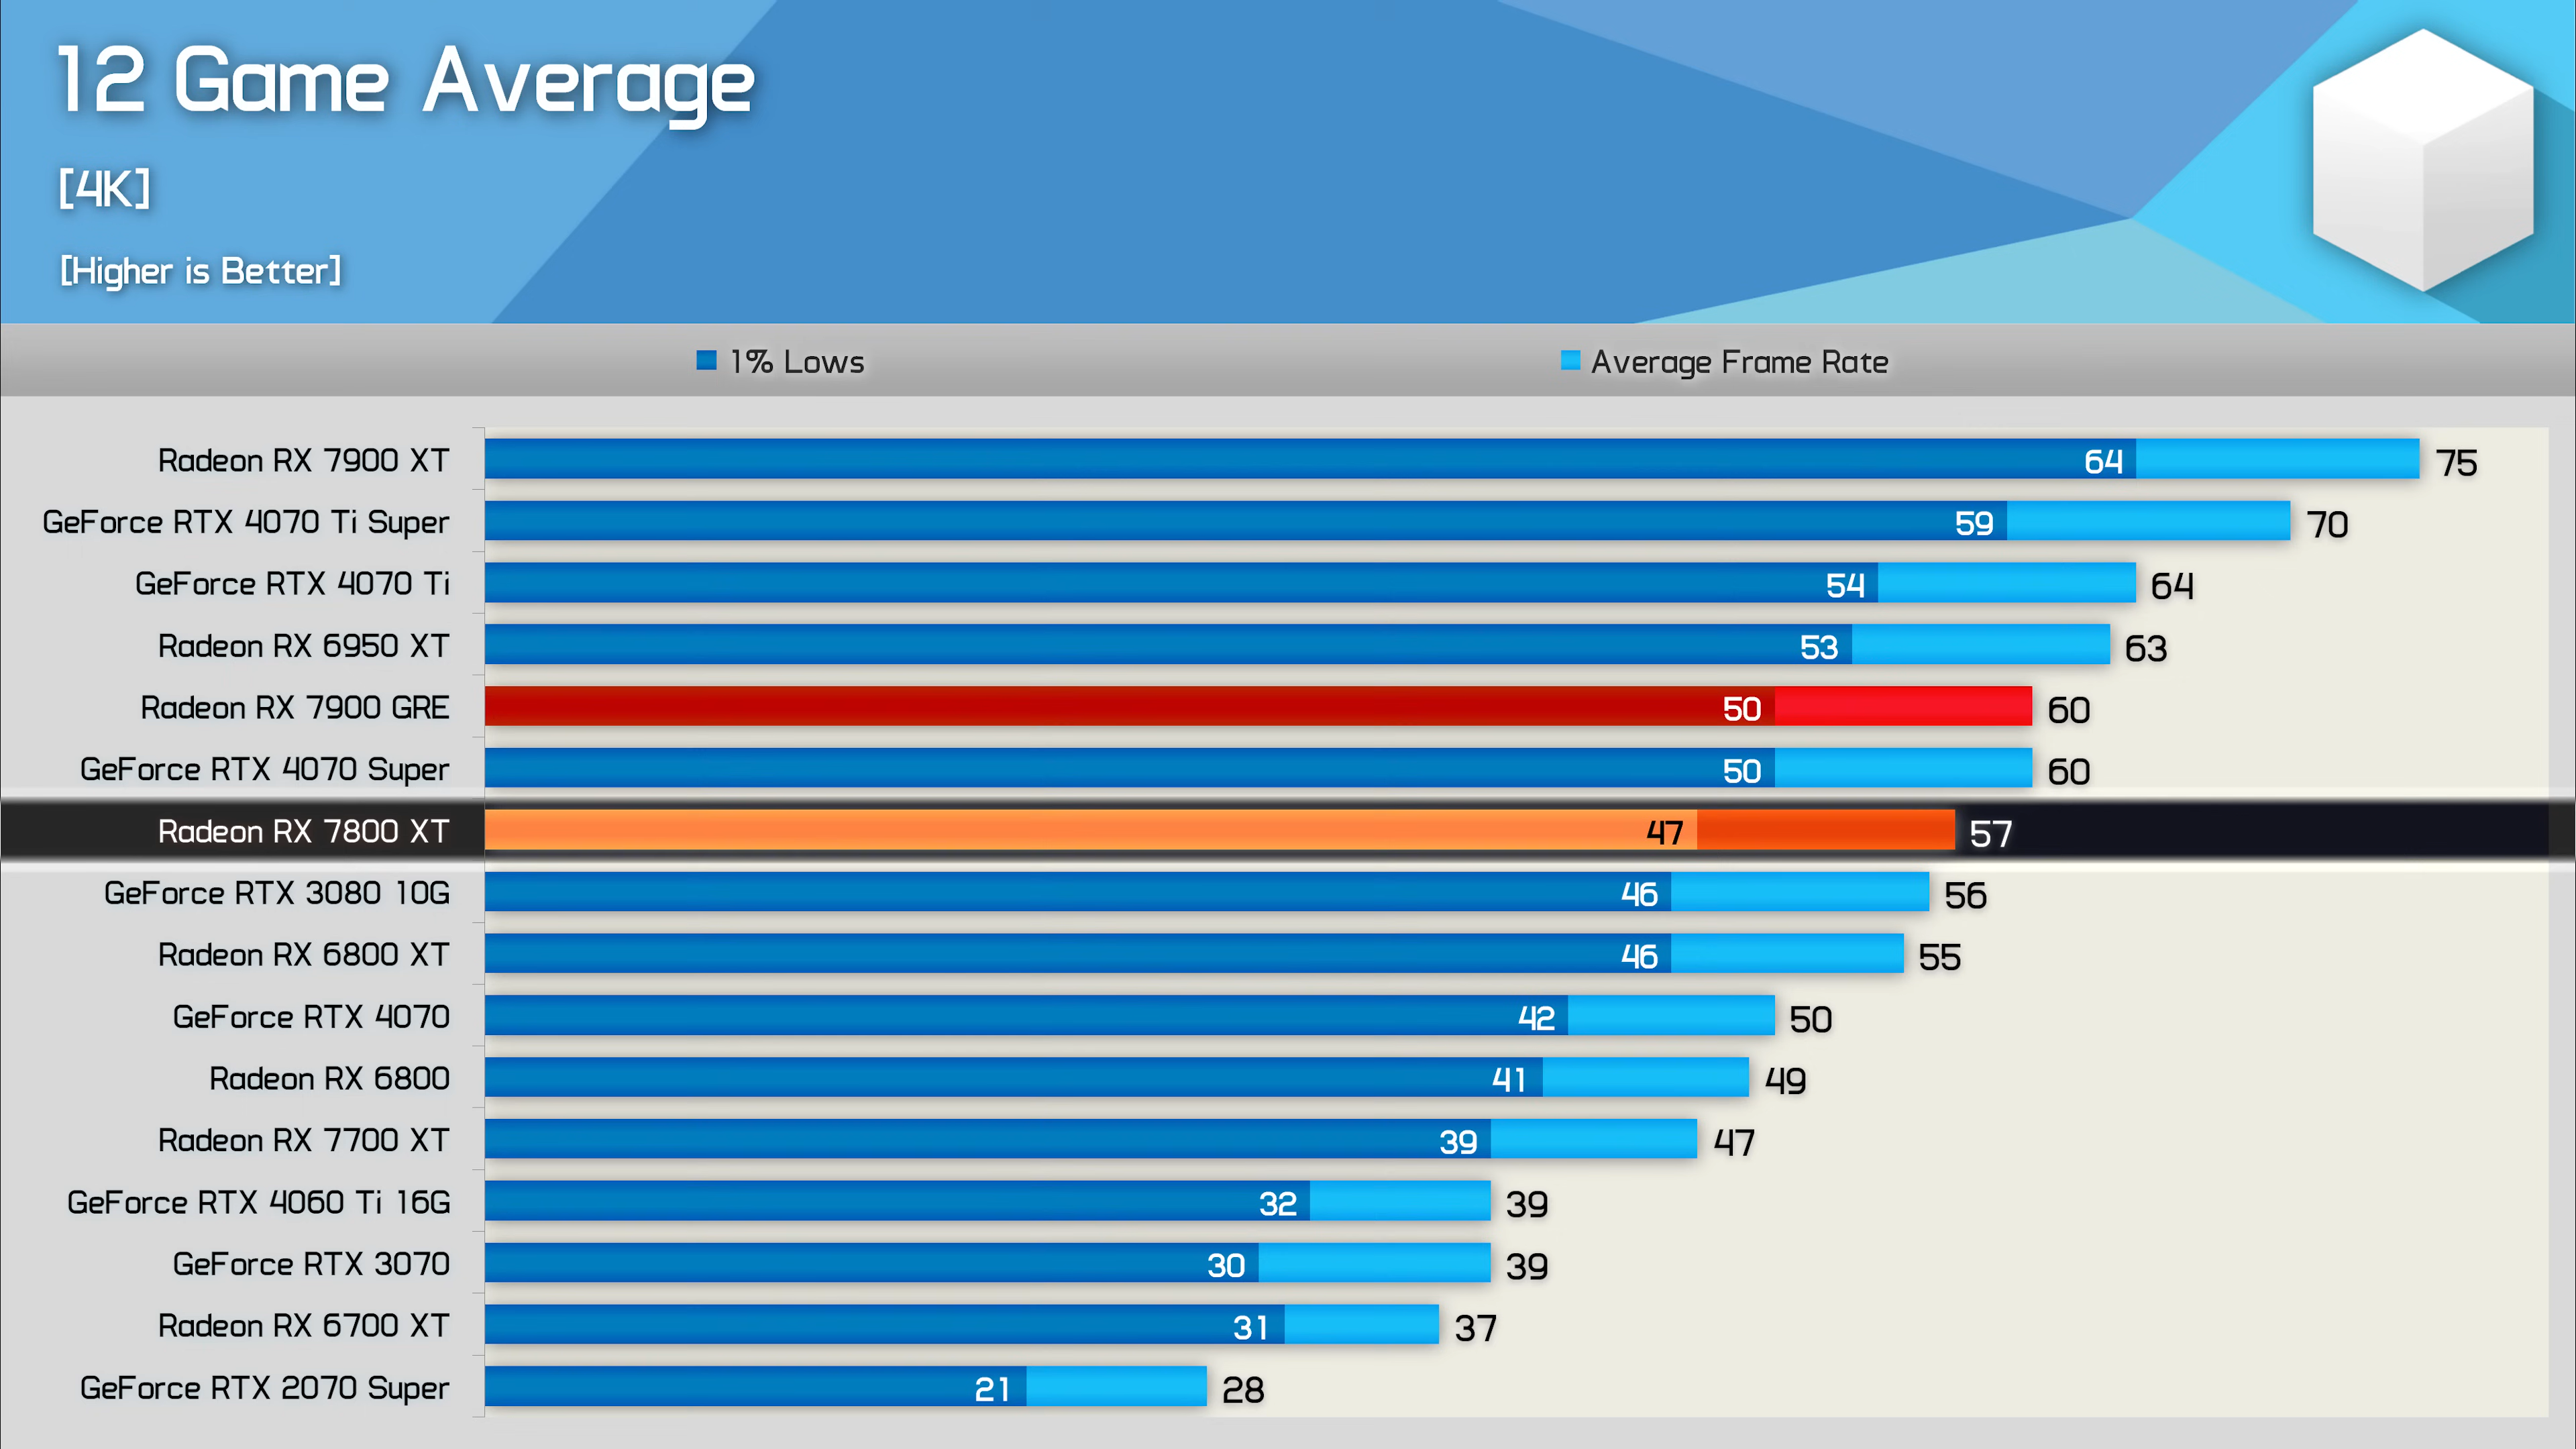 12 Game Average
[4K]
[Higher is Better]
1% Lows Average Frame Rate
Radeon RX 7900 XT 64 75
GeForce RTX 4070 Ti Super 59 70
GeForce RTX 4070 Ti 54 64
Radeon RX 6950 XT 53 63
Radeon RX 7900 GRE 50 60
GeForce RTX 4070 Super 50 60
Radeon RX 7800 XT 47 57
GeForce RTX 3080 10G 46 56
Radeon RX 6800 XT 46 55
GeForce RTX 4070 42 50
Radeon RX 6800 41 49
Radeon RX 7700 XT 39 47
GeForce RTX 4060 Ti 16G 32 39
GeForce RTX 3070 30 39
Radeon RX 6700 XT 31 37
GeForce RTX 2070 Super 21 28